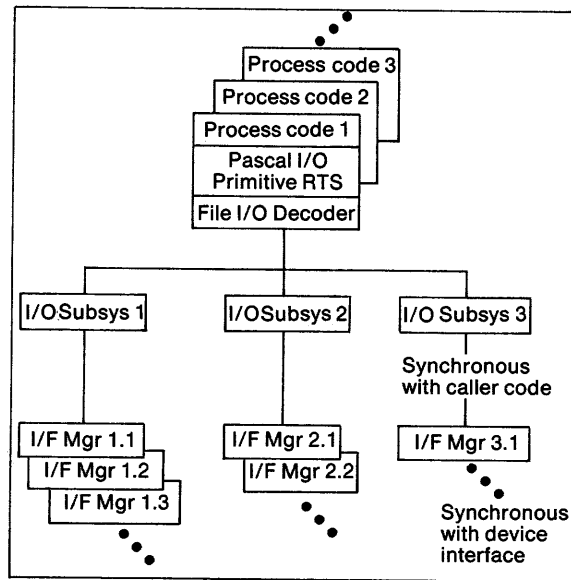 Process code 3
Process code 2
Process code 1
Pascal I/O
Primitive RTS
File I/O Decoder
I/O Subsys 1
I/O Subsys 2
I/O Subsys 3
Synchronous
with caller code
I/F Mgr 1.1
I/F Mgr 1.2
I/F Mgr 1.3
I/F Mgr 2.1
I/F Mgr 2.2
I/F Mgr 3.1
Synchronous
with device
interface